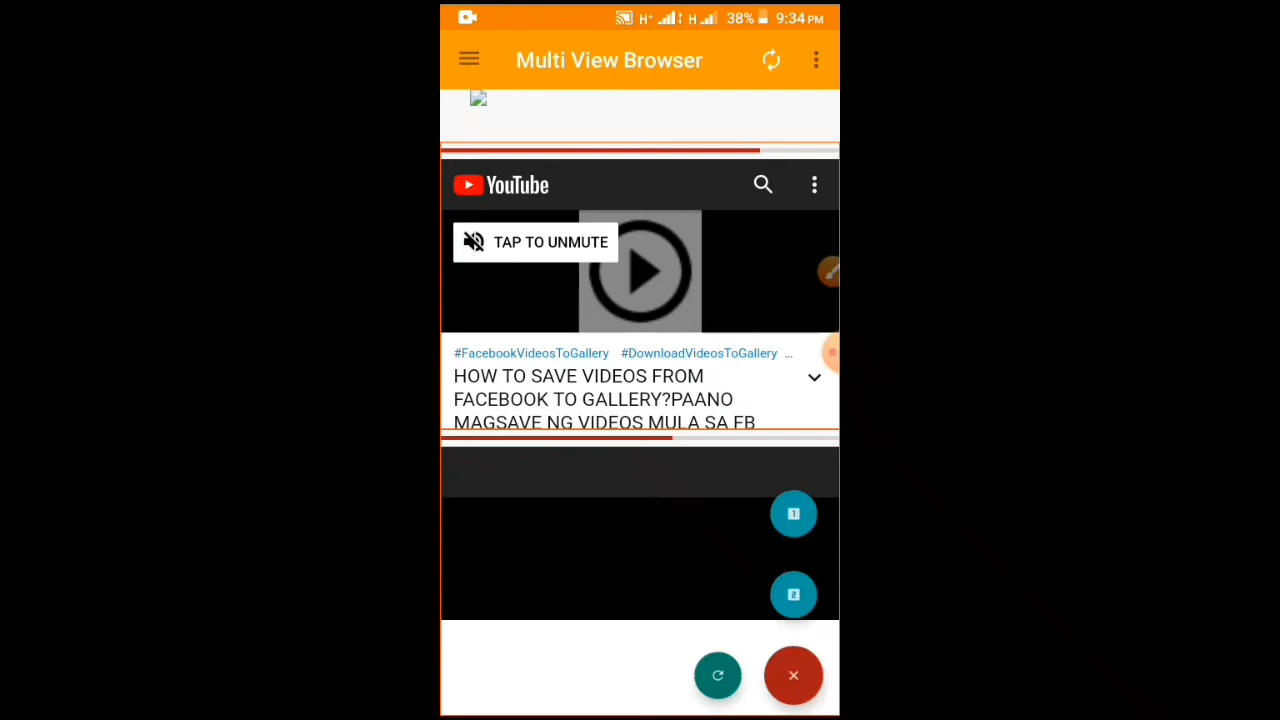 H+ H 38% 9:34 PM
Multi View Browser
YouTube
TAP TO UNMUTE
#FacebookVideosToGallery #DownloadVideosToGallery ...
HOW TO SAVE VIDEOS FROM
FACEBOOK TO GALLERY?PAANO
MAGSAVE NG VIDEOS MULA SA FB
1
2